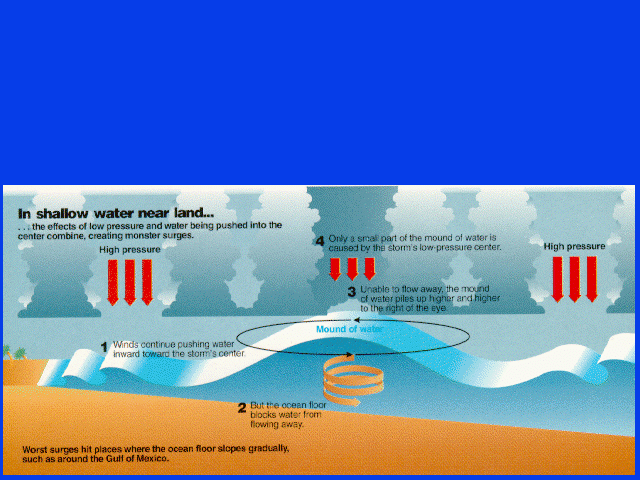 In shallow water near land...
. . . the effects of low pressure and water being pushed into the
center combine, creating monster surges.
High pressure
4 Only a small part of the mound of water is
caused by the storm's low-pressure center.
High pressure
3 Unable to flow away, the mound
of water piles up higher and higher
to the right of the eye.
Mound of water
1 Winds continue pushing water
inward toward the storm's center.
2 But the ocean floor
blocks water from
flowing away.
Worst surges hit places where the ocean floor slopes gradually,
such as around the Gulf of Mexico.